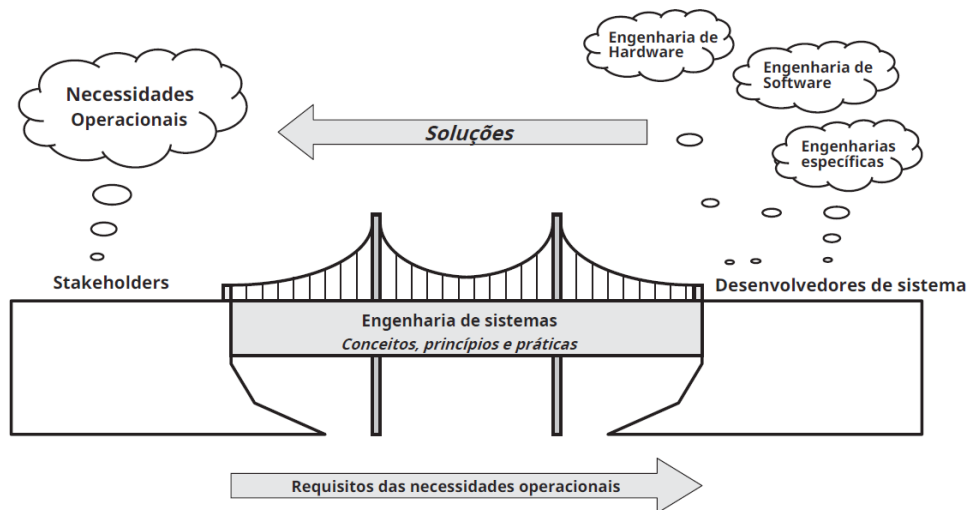 Necessidades
Operacionais
Engenharia de
Hardware
Engenharia de
Software
Engenharias
específicas
Soluções
Stakeholders
Desenvolvedores de sistema
Engenharia de sistemas
Conceitos, princípios e práticas
Requisitos das necessidades operacionais